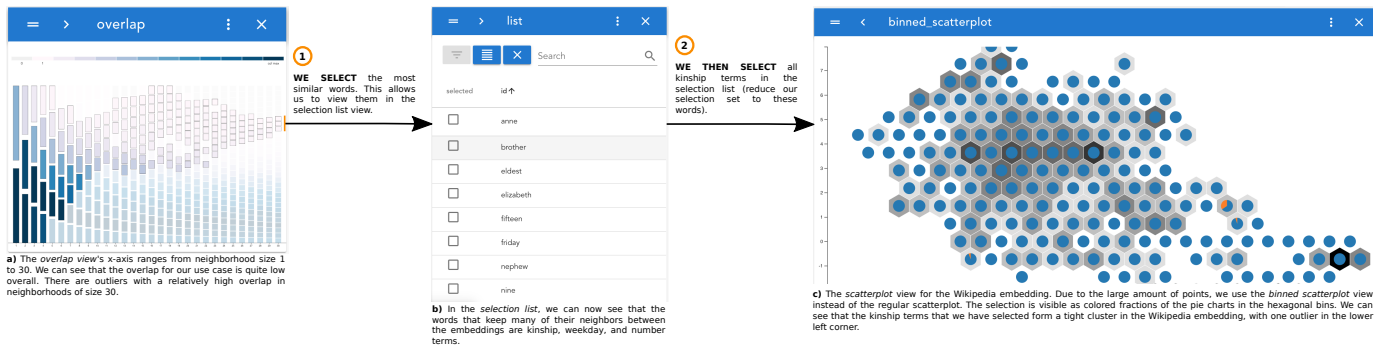 overlap
1
WE SELECT the most
similar words. This allows
us to view them in the
selection list view.
a) The overlap view's x-axis ranges from neighborhood size 1
to 30. We can see that the overlap for our use case is quite low
overall. There are outliers with a relatively high overlap in
neighborhoods of size 30.
list
Search
selected id
anne
brother
eldest
elizabeth
fifteen
friday
nephew
nine
b) In the selection list, we can now see that the
words that keep many of their neighbors between
the embeddings are kinship, weekday, and number
terms.
2
WE THEN SELECT all
kinship terms in the
selection list (reduce our
selection set to these
words).
binned_scatterplot
7
6
5
4
3
2
1
0
-1
c) The scatterplot view for the Wikipedia embedding. Due to the large amount of points, we use the binned scatterplot view
instead of the regular scatterplot. The selection is visible as colored fractions of the pie charts in the hexagonal bins. We can
see that the kinship terms that we have selected form a tight cluster in the Wikipedia embedding, with one outlier in the lower
left corner.